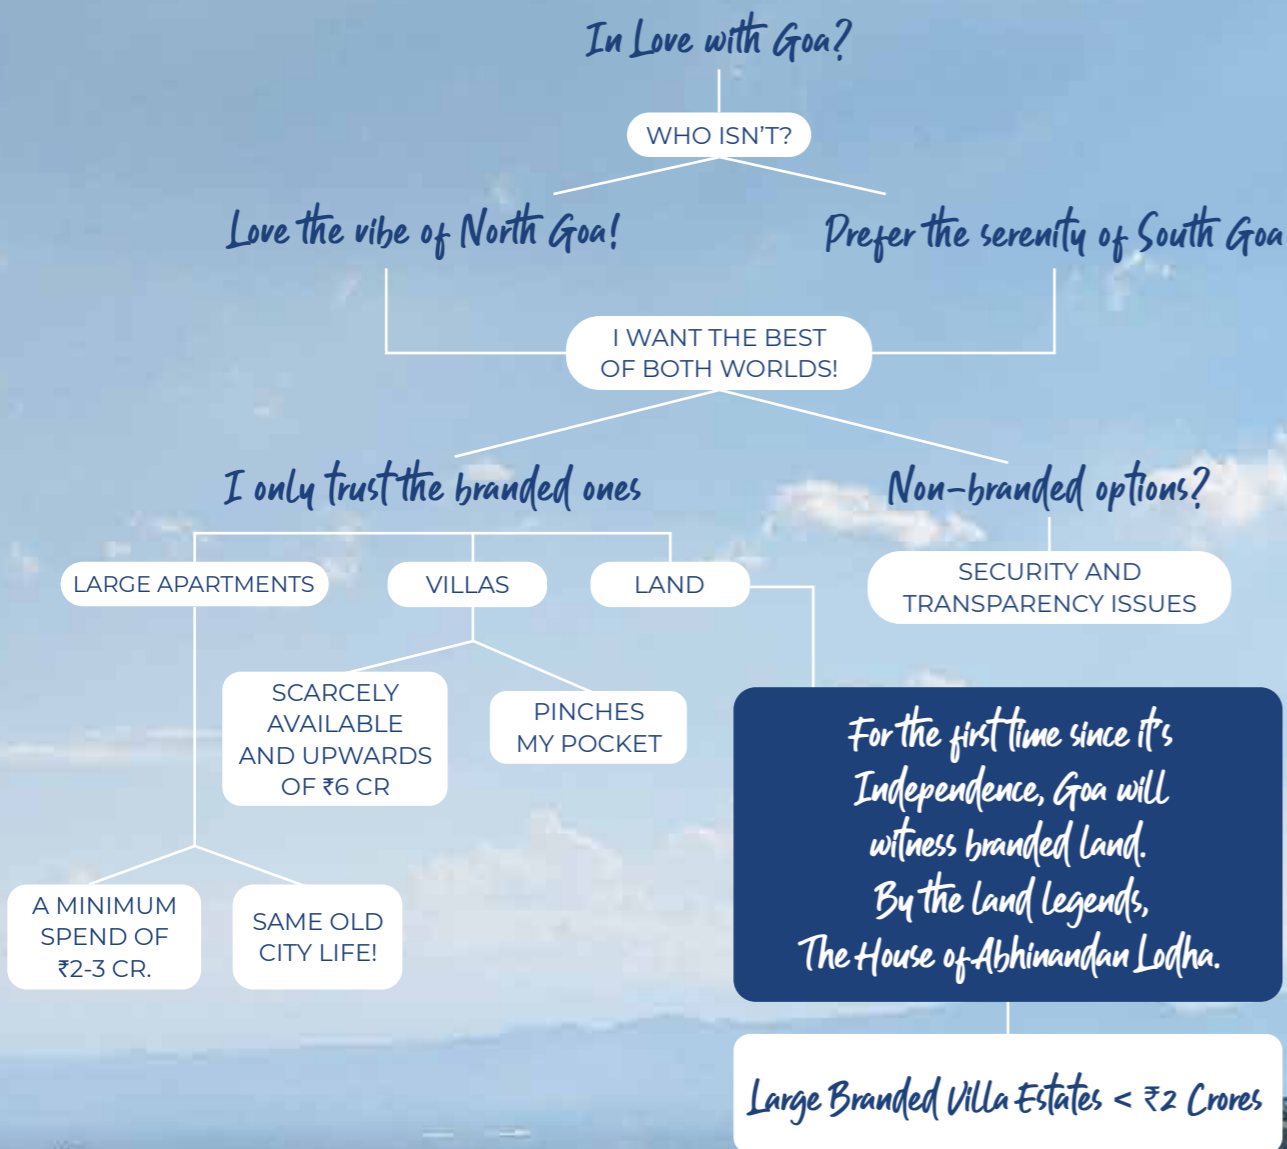 In Love with Goa?
WHO ISN'T?
Love the vibe of North Goa!
Prefer the serenity of South Goa
I WANT THE BEST
OF BOTH WORLDS!
I only trust the branded ones
Non-branded options?
LARGE APARTMENTS
VILLAS
LAND
SECURITY AND
TRANSPARENCY ISSUES
SCARCELY
AVAILABLE
AND UPWARDS
OF ₹6 CR
PINCHES
MY POCKET
A MINIMUM
SPEND OF
₹2-3 CR.
SAME OLD
CITY LIFE!
For the first time since it's
Independence, Goa will
witness branded land.
By the land legends,
The House of Abhinandan Lodha.
Large Branded Villa Estates < ₹2 Crores